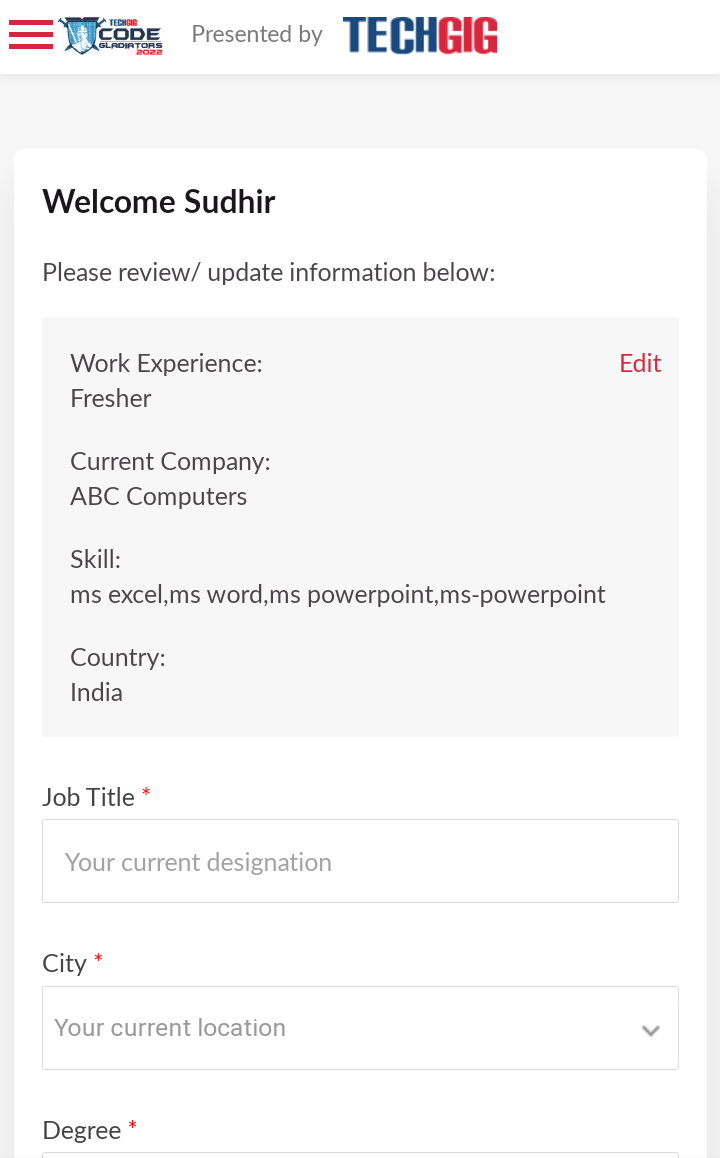 TECHGIG
CODE
GLADIATORS
2022
Presented by
TECHGIG
Welcome Sudhir
Please review/ update information below:
Work Experience:
Edit
Fresher
Current Company:
ABC Computers
Skill:
ms excel,ms word,ms powerpoint,ms-powerpoint
Country:
India
Job Title *
Your current designation
City *
Your current location
Degree *